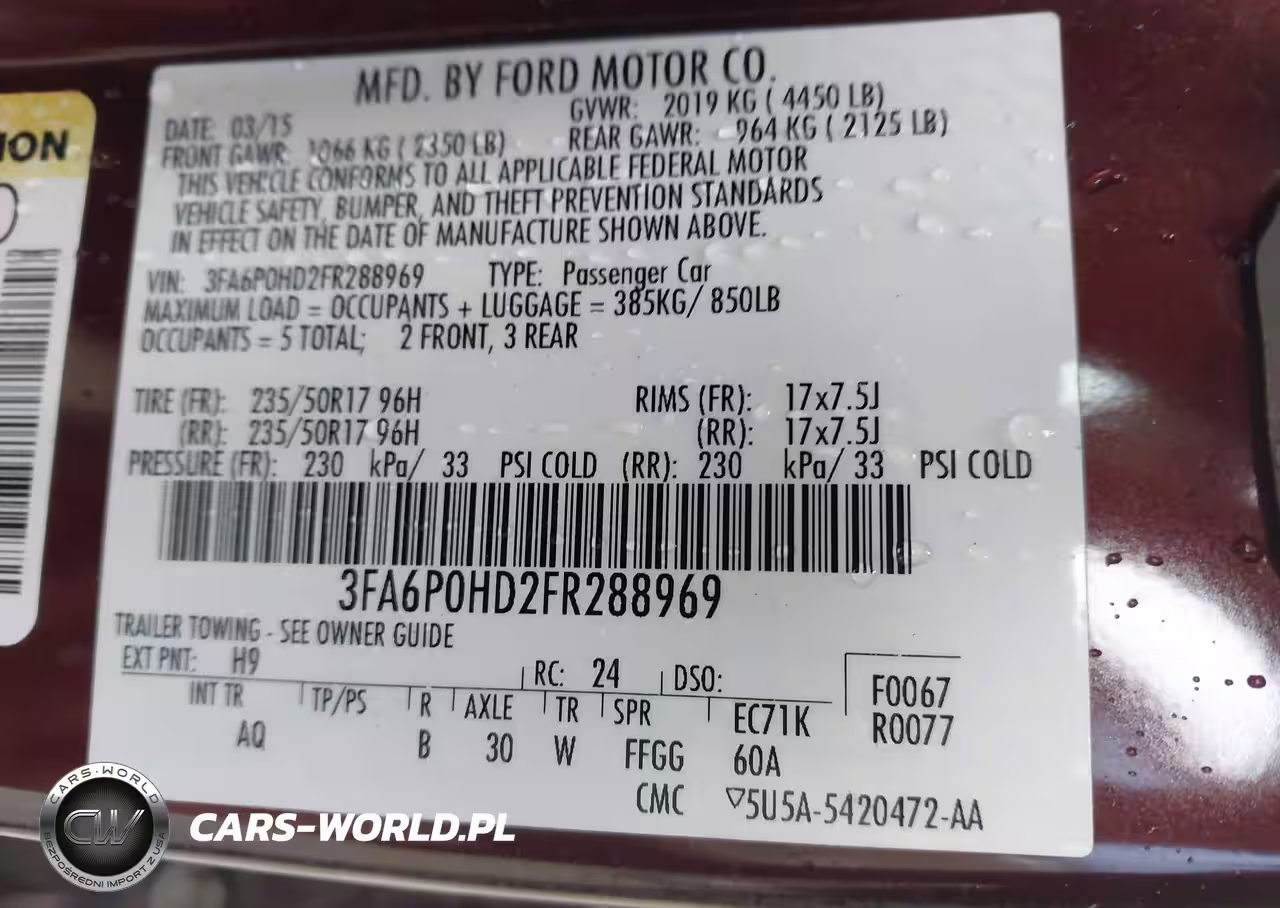 ION
MFD. BY FORD MOTOR CO.
DATE: 03/15
GVWR: 2019 KG ( 4450 LB)
FRONT GAWR: 1066 KG ( 2350 LB)
REAR GAWR: 964 KG ( 2125 LB)
THIS VEHICLE CONFORMS TO ALL APPLICABLE FEDERAL MOTOR
VEHICLE SAFETY, BUMPER, AND THEFT PREVENTION STANDARDS
IN EFFECT ON THE DATE OF MANUFACTURE SHOWN ABOVE.
VIN: 3FA6P0HD2FR288969 TYPE: Passenger Car
MAXIMUM LOAD = OCCUPANTS + LUGGAGE = 385KG/ 850LB
OCCUPANTS = 5 TOTAL; 2 FRONT, 3 REAR
TIRE (FR): 235/50R17 96H RIMS (FR): 17x7.5J
(RR): 235/50R17 96H (RR): 17x7.5J
PRESSURE (FR): 230 kPa/ 33 PSI COLD (RR): 230 kPa/ 33 PSI COLD
3FA6P0HD2FR288969
TRAILER TOWING - SEE OWNER GUIDE
EXT PNT: H9 RC: 24 DSO: F0067
INT TR TP/PS R AXLE TR SPR EC71K R0077
AQ B 30 W FFGG 60A
CMC ▽5U5A-5420472-AA
CARS-WORLD
CW
BEZPOŚREDNI IMPORT Z USA
CARS-WORLD.PL